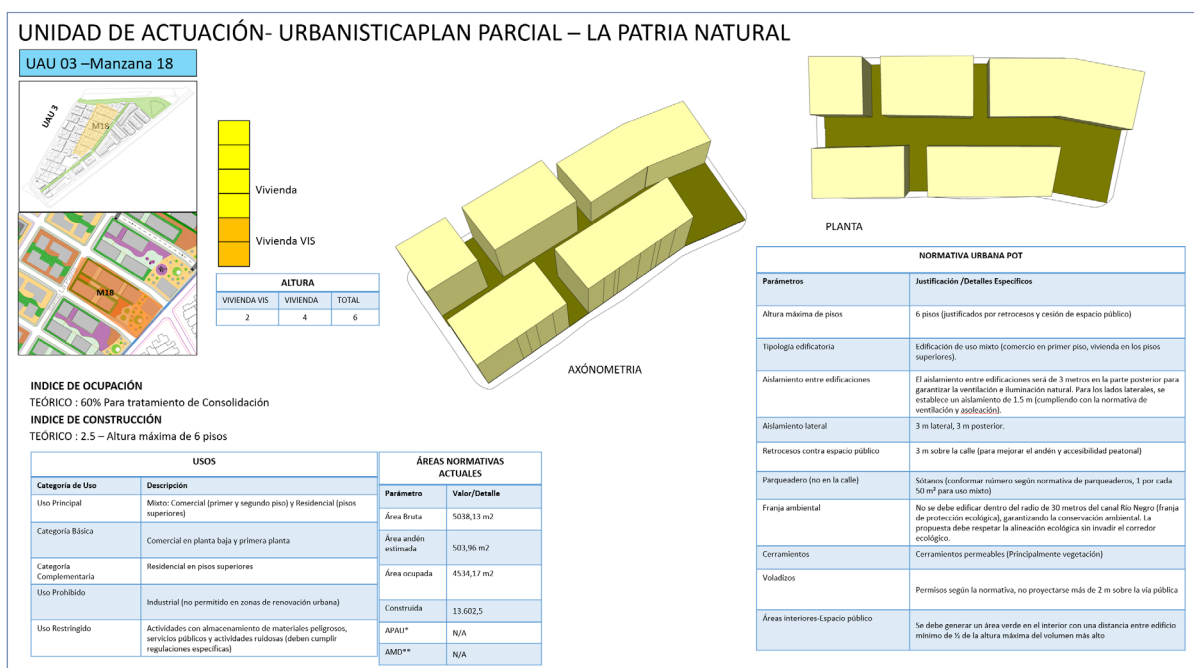 UNIDAD DE ACTUACIÓN- URBANISTICAPLAN PARCIAL – LA PATRIA NATURAL
UAU 03 –Manzana 18
UAU 3
M18
M18
Vivienda
Vivienda VIS
ALTURA
VIVIENDA VIS VIVIENDA TOTAL
2 4 6
AXÓNOMETRIA
PLANTA
INDICE DE OCUPACIÓN
TEÓRICO : 60% Para tratamiento de Consolidación
INDICE DE CONSTRUCCIÓN
TEÓRICO : 2.5 – Altura máxima de 6 pisos
USOS
Categoría de Uso Descripción
Uso Principal Mixto: Comercial (primer y segundo piso) y Residencial (pisos
superiores)
Categoría Básica
Comercial en planta baja y primera planta
Categoría
Complementaria
Residencial en pisos superiores
Uso Prohibido
Industrial (no permitido en zonas de renovación urbana)
Uso Restringido
Actividades con almacenamiento de materiales peligrosos,
servicios públicos y actividades ruidosas (deben cumplir
regulaciones específicas)
ÁREAS NORMATIVAS
ACTUALES
Parámetro Valor/Detalle
Área Bruta 5038,13 m2
Área andén
estimada
503,96 m2
Área ocupada 4534,17 m2
Construida 13.602,5
APAU* N/A
AMD** N/A
NORMATIVA URBANA POT
Parámetros Justificación /Detalles Específicos
Altura máxima de pisos 6 pisos (justificados por retrocesos y cesión de espacio público)
Tipología edificatoria Edificación de uso mixto (comercio en primer piso, vivienda en los pisos
superiores).
Aislamiento entre edificaciones El aislamiento entre edificaciones será de 3 metros en la parte posterior para
garantizar la ventilación e iluminación natural. Para los lados laterales, se
establece un aislamiento de 1.5 m (cumpliendo con la normativa de
ventilación y asoleación).
Aislamiento lateral 3 m lateral, 3 m posterior.
Retrocesos contra espacio público 3 m sobre la calle (para mejorar el andén y accesibilidad peatonal)
Parqueadero (no en la calle) Sótanos (conformar número según normativa de parqueaderos, 1 por cada
50 m² para uso mixto)
Franja ambiental No se debe edificar dentro del radio de 30 metros del canal Río Negro (franja
de protección ecológica), garantizando la conservación ambiental. La
propuesta debe respetar la alineación ecológica sin invadir el corredor
ecológico.
Cerramientos Cerramientos permeables (Principalmente vegetación)
Voladizos
Permisos según la normativa, no proyectarse más de 2 m sobre la vía pública
Áreas interiores-Espacio público
Se debe generar un área verde en el interior con una distancia entre edificio
mínimo de ½ de la altura máxima del volumen más alto